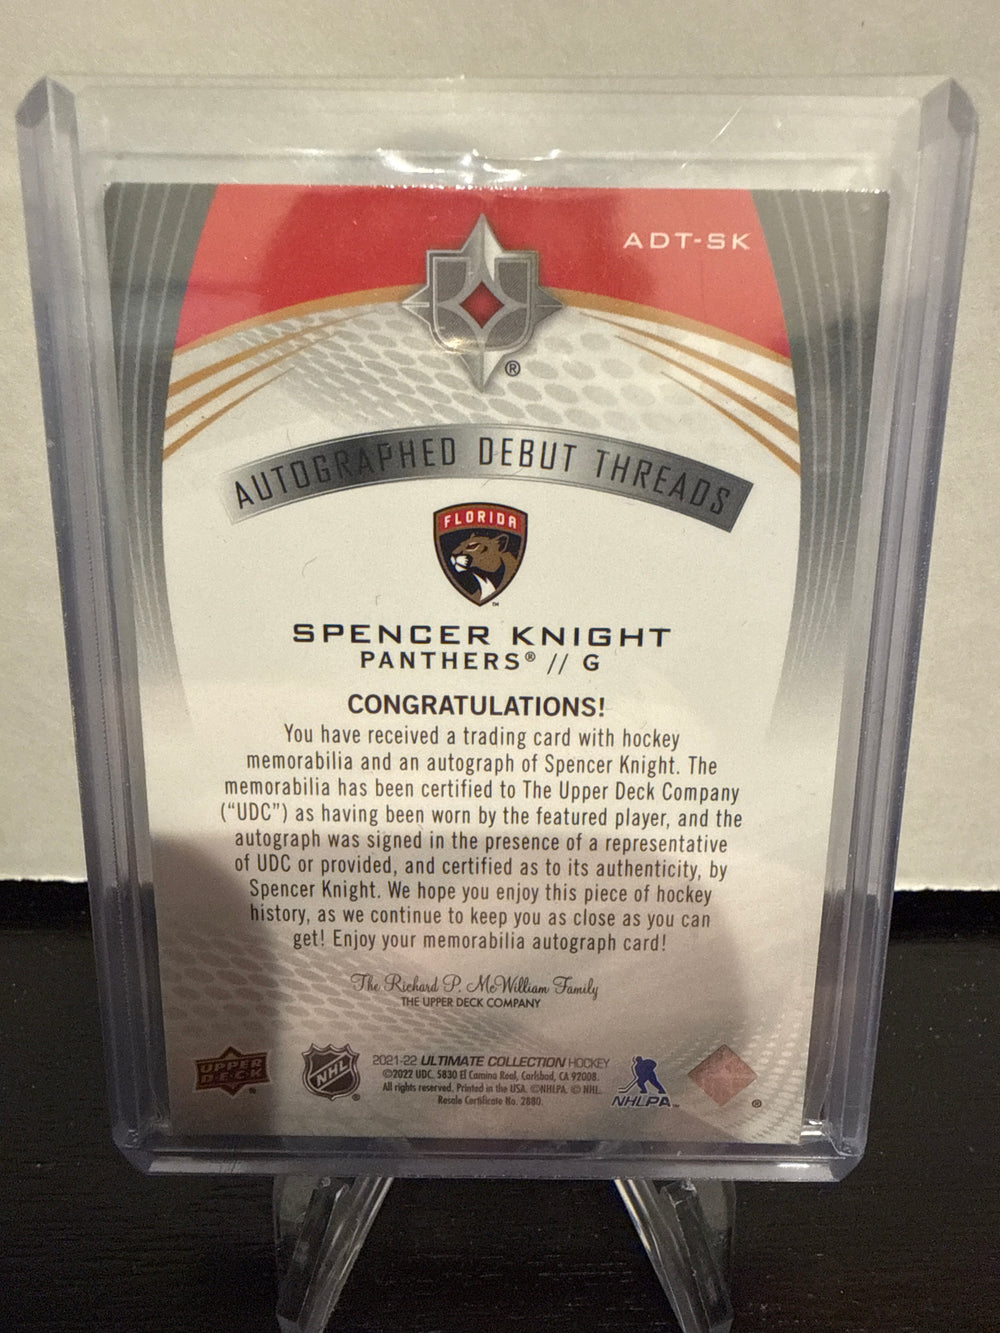 ADT-SK
®
AUTOGRAPHED DEBUT THREADS
FLORIDA
™
SPENCER KNIGHT
PANTHERS® // G
CONGRATULATIONS!
You have received a trading card with hockey
memorabilia and an autograph of Spencer Knight. The
memorabilia has been certified to The Upper Deck Company
("UDC") as having been worn by the featured player, and the
autograph was signed in the presence of a representative
of UDC or provided, and certified as to its authenticity, by
Spencer Knight. We hope you enjoy this piece of hockey
history, as we continue to keep you as close as you can
get! Enjoy your memorabilia autograph card!
The Richard P. McWilliam Family
THE UPPER DECK COMPANY
UPPER DECK®
NHL®
2021-22 ULTIMATE COLLECTION HOCKEY
©2022 UDC. 5830 El Camino Real, Carlsbad, CA 92008.
All rights reserved. Printed in the USA. ©NHLPA. © NHL.
Resale Certificate No. 2880.
NHLPA™
®